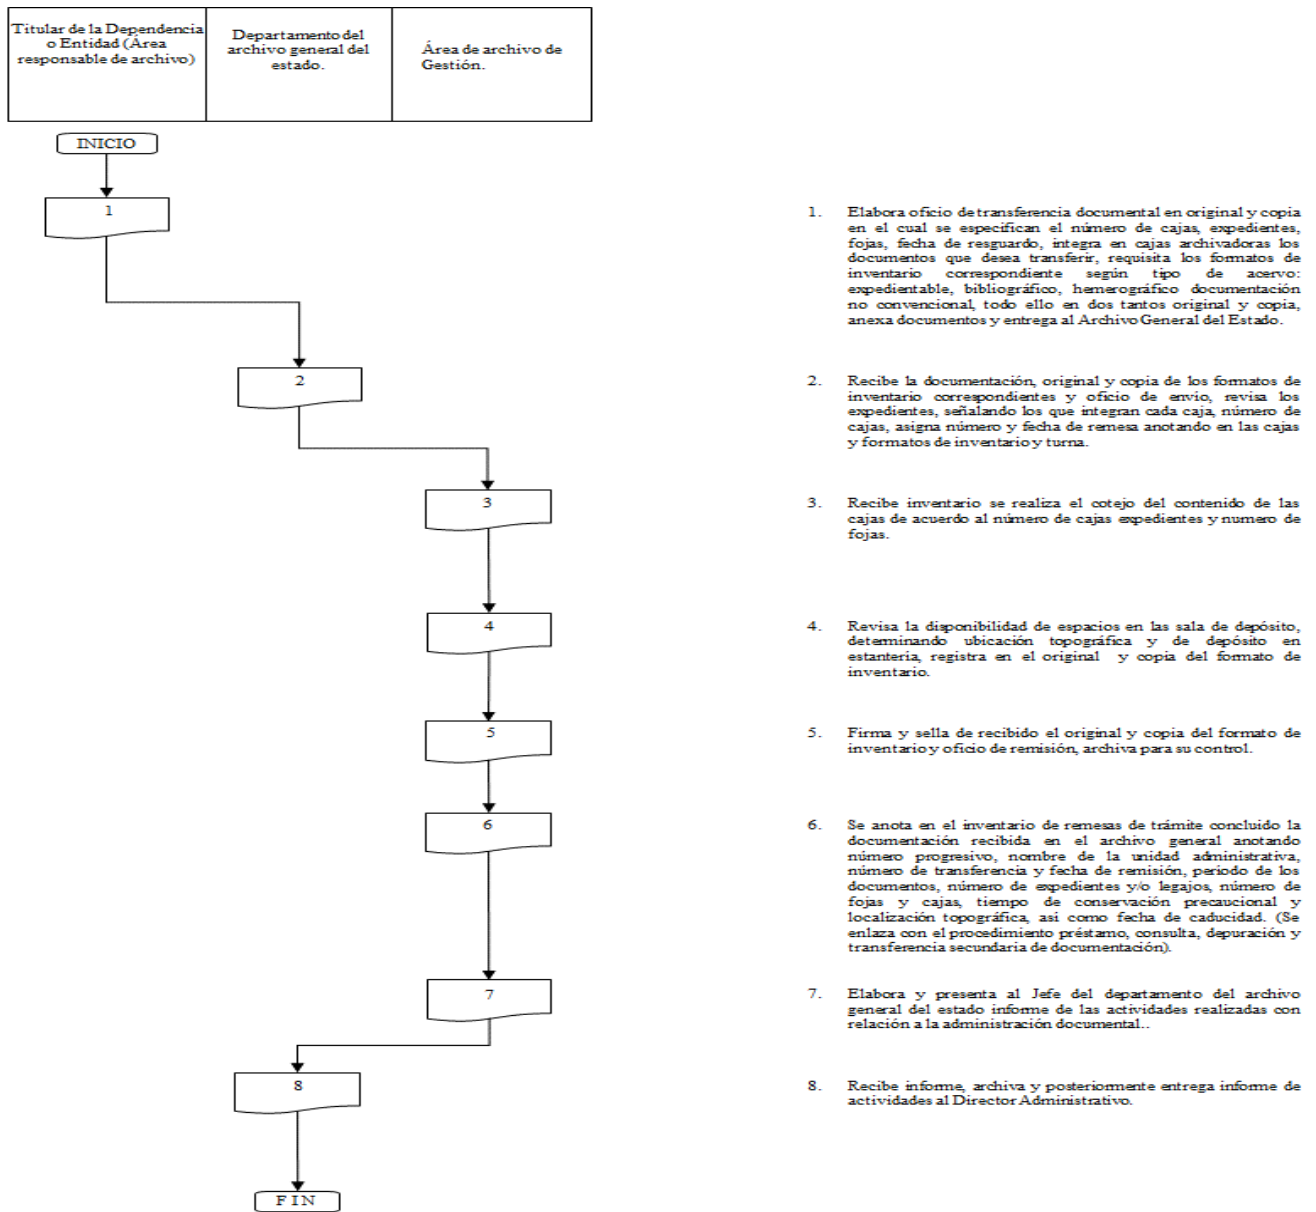 Titular de la Dependencia
o Entidad (Área
responsable de archivo)
Departamento del
archivo general del
estado.
Área de archivo de
Gestión.
INICIO
1
2
3
4
5
6
7
8
F I N
1. Elabora oficio de transferencia documental en original y copia
en el cual se especifican el número de cajas, expedientes,
fojas, fecha de resguardo, integra en cajas archivadoras los
documentos que desea transferir, requisita los formatos de
inventario correspondiente según tipo de acervo:
expedientable, bibliográfico, hemerográfico documentación
no convencional, todo ello en dos tantos original y copia,
anexa documentos y entrega al Archivo General del Estado.
2. Recibe la documentación, original y copia de los formatos de
inventario correspondientes y oficio de envio, revisa los
expedientes, señalando los que integran cada caja, número de
cajas, asigna número y fecha de remesa anotando en las cajas
y formatos de inventario y turna.
3. Recibe inventario se realiza el cotejo del contenido de las
cajas de acuerdo al número de cajas expedientes y numero de
fojas.
4. Revisa la disponibilidad de espacios en las sala de depósito,
determinando ubicación topográfica y de depósito en
estantería, registra en el original y copia del formato de
inventario.
5. Firma y sella de recibido el original y copia del formato de
inventario y oficio de remisión, archiva para su control.
6. Se anota en el inventario de remesas de trámite concluido la
documentación recibida en el archivo general anotando
número progresivo, nombre de la unidad administrativa,
número de transferencia y fecha de remisión, periodo de los
documentos, número de expedientes y/o legajos, número de
fojas y cajas, tiempo de conservación precaucional y
localización topográfica, asi como fecha de caducidad. (Se
enlaza con el procedimiento préstamo, consulta, depuración y
transferencia secundaria de documentación).
7. Elabora y presenta al Jefe del departamento del archivo
general del estado informe de las actividades realizadas con
relación a la administración documental..
8. Recibe informe, archiva y posteriormente entrega informe de
actividades al Director Administrativo.